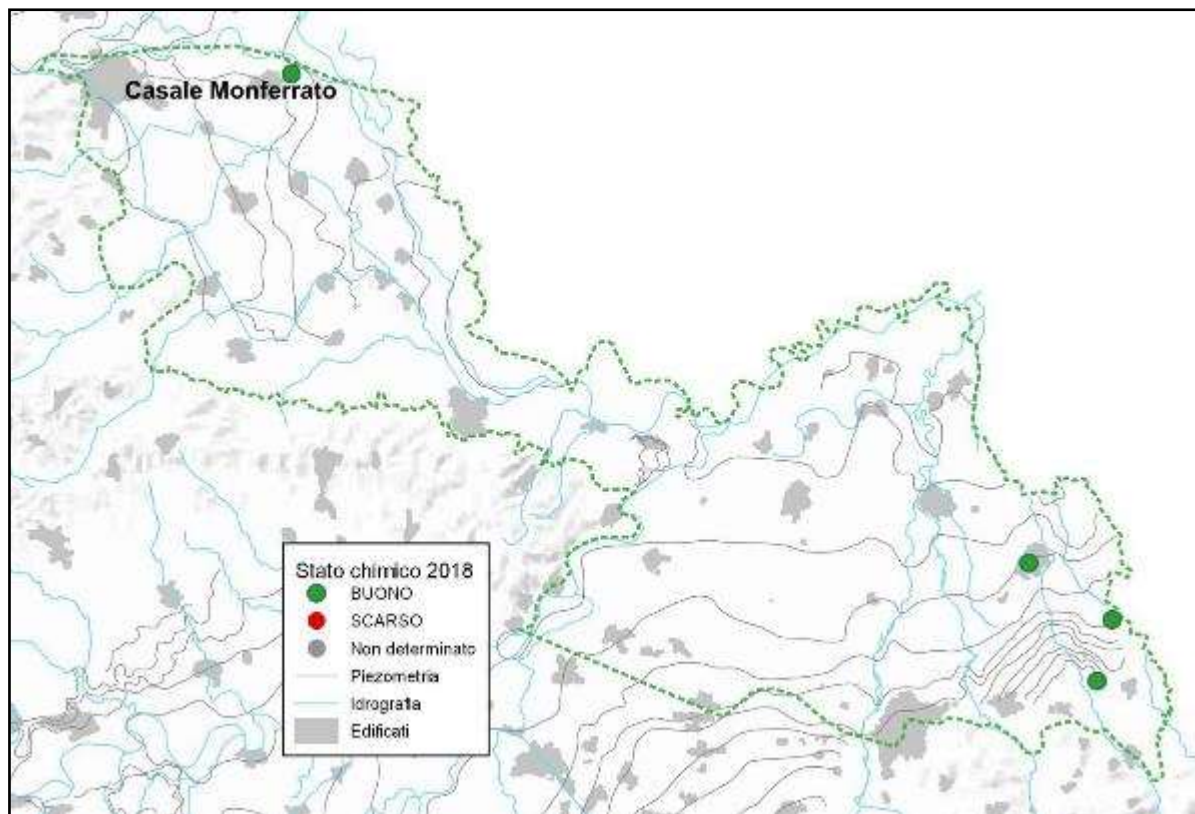 Casale Monferrato
Stato chimico 2018
BUONO
SCARSO
Non determinato
Piezometria
Idrografia
Edificati